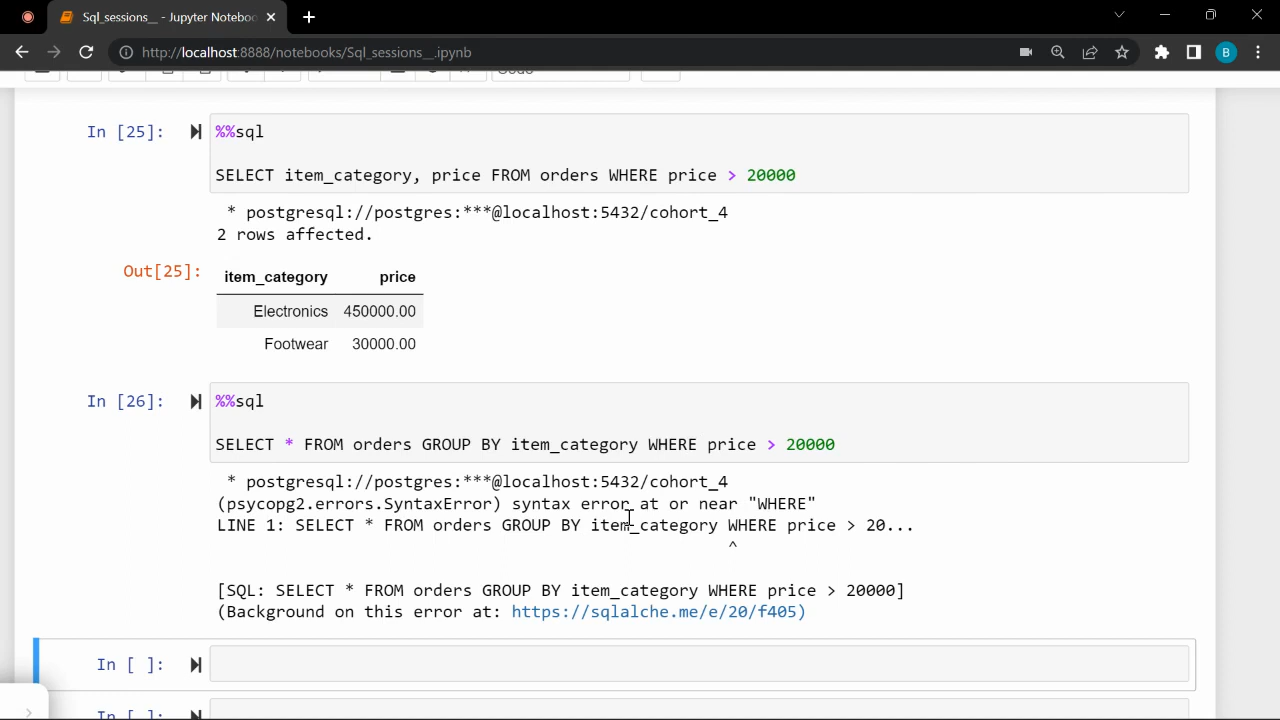 Sql_sessions__ - Jupyter Noteboo
http://localhost:8888/notebooks/Sql_sessions__.ipynb
B
In [25]:
%%sql
SELECT item_category, price FROM orders WHERE price > 20000
* postgresql://postgres:***@localhost:5432/cohort_4
2 rows affected.
Out[25]:
item_category price
Electronics 450000.00
Footwear 30000.00
In [26]:
%%sql
SELECT * FROM orders GROUP BY item_category WHERE price > 20000
* postgresql://postgres:***@localhost:5432/cohort_4
(psycopg2.errors.SyntaxError) syntax error at or near "WHERE"
LINE 1: SELECT * FROM orders GROUP BY item_category WHERE price > 20...
^
[SQL: SELECT * FROM orders GROUP BY item_category WHERE price > 20000]
(Background on this error at: https://sqlalche.me/e/20/f405)
In [ ]:
In [ ]: